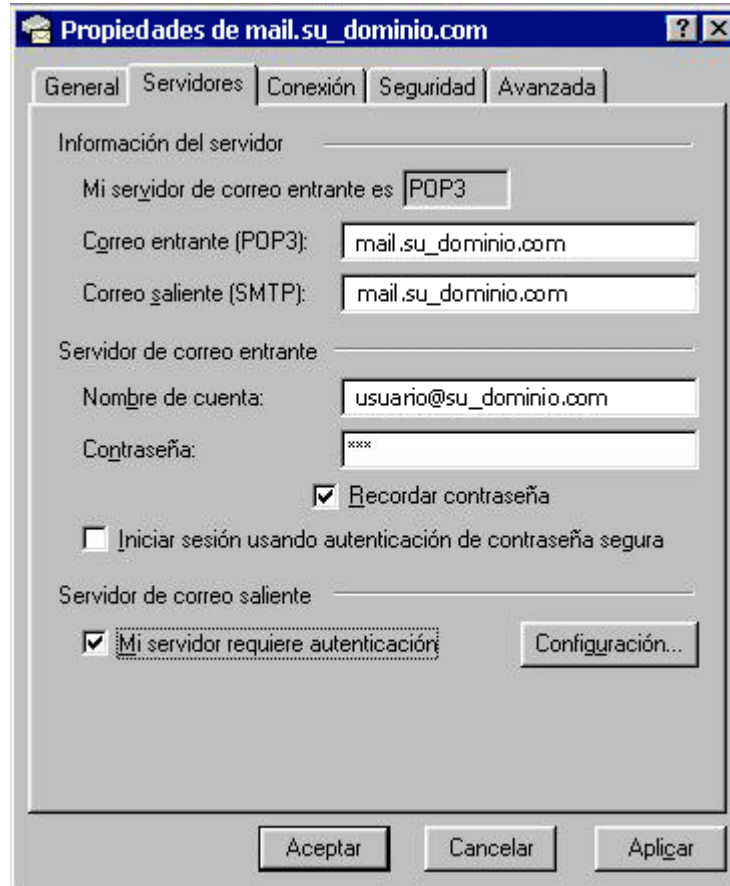 Propiedades de mail.su_dominio.com
General Servidores Conexión Seguridad Avanzada
Información del servidor
Mi servidor de correo entrante es POP3
Correo entrante (POP3): mail.su_dominio.com
Correo saliente (SMTP): mail.su_dominio.com
Servidor de correo entrante
Nombre de cuenta: usuario@su_dominio.com
Contraseña: ***
Recordar contraseña
Iniciar sesión usando autenticación de contraseña segura
Servidor de correo saliente
Mi servidor requiere autenticación Configuración...
Aceptar Cancelar Aplicar